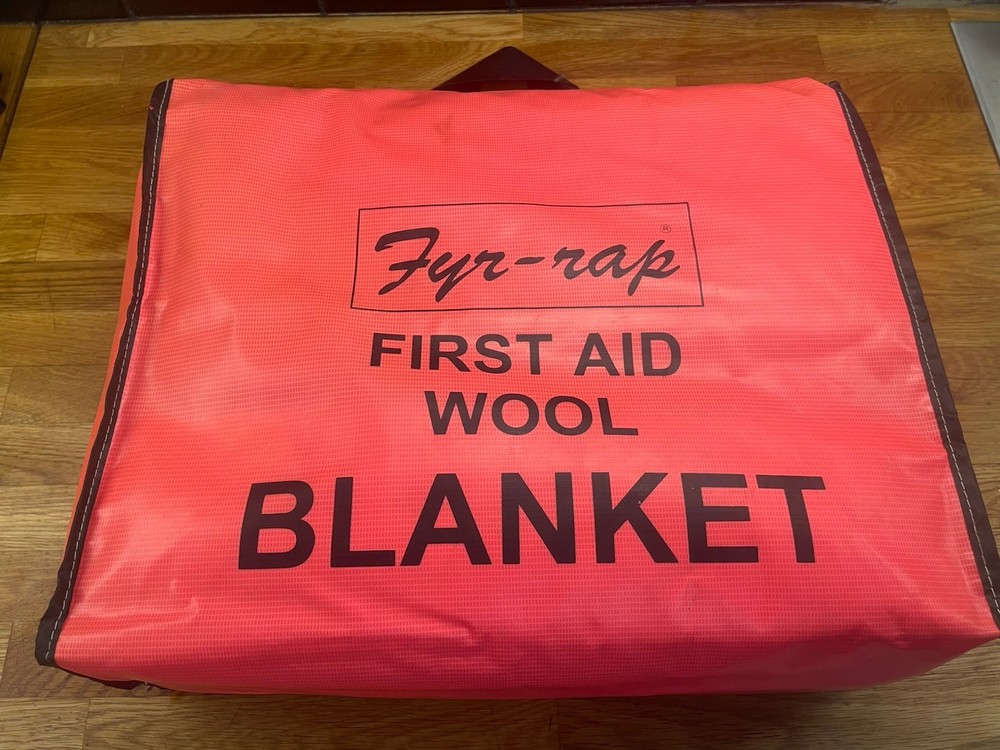 Fyr-rap®
FIRST AID
WOOL
BLANKET